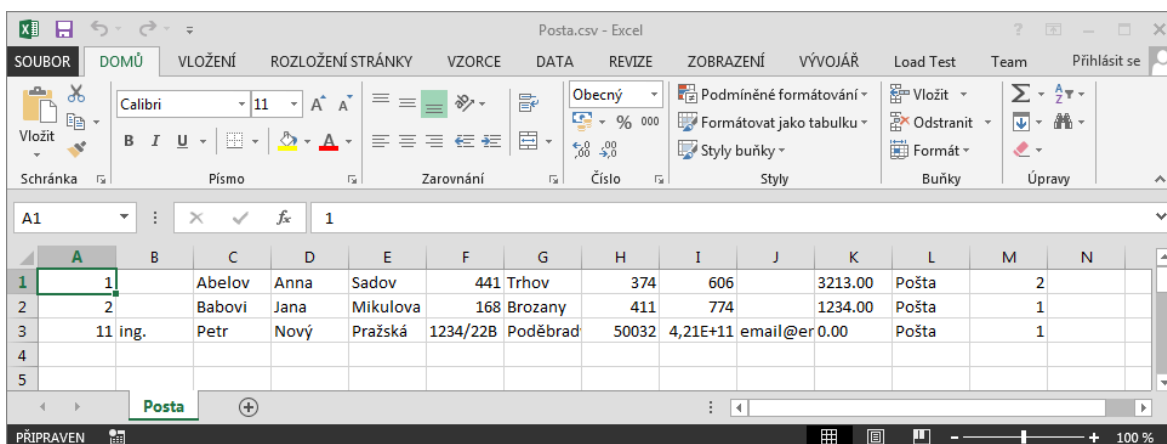 Posta.csv - Excel
SOUBOR DOMŮ VLOŽENÍ ROZLOŽENÍ STRÁNKY VZORCE DATA REVIZE ZOBRAZENÍ VÝVOJÁŘ Load Test Team Přihlásit se
Vložit
Calibri 11
B I U
Obecný
% 000
Podmíněné formátování
Formátovat jako tabulku
Styly buňky
Vložit
Odstranit
Formát
Schránka Písmo Zarovnání Číslo Styly Buňky Úpravy
A1 fx 1
A B C D E F G H I J K L M N
1 1 Abelov Anna Sadov 441 Trhov 374 606 3213.00 Pošta 2
2 2 Babovi Jana Mikulova 168 Brozany 411 774 1234.00 Pošta 1
3 11 ing. Petr Nový Pražská 1234/22B Poděbrad 50032 4,21E+11 email@er 0.00 Pošta 1
4
5
Posta
PŘIPRAVEN 100 %